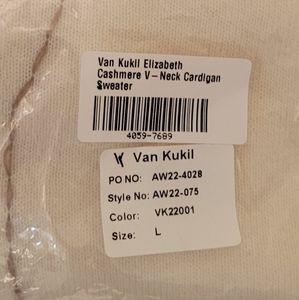 Van Kukil Elizabeth
Cashmere V-Neck Cardigan
Sweater
4059-7689
Van Kukil
PO NO: AW22-4028
Style No: AW22-075
Color: VK22001
Size: L